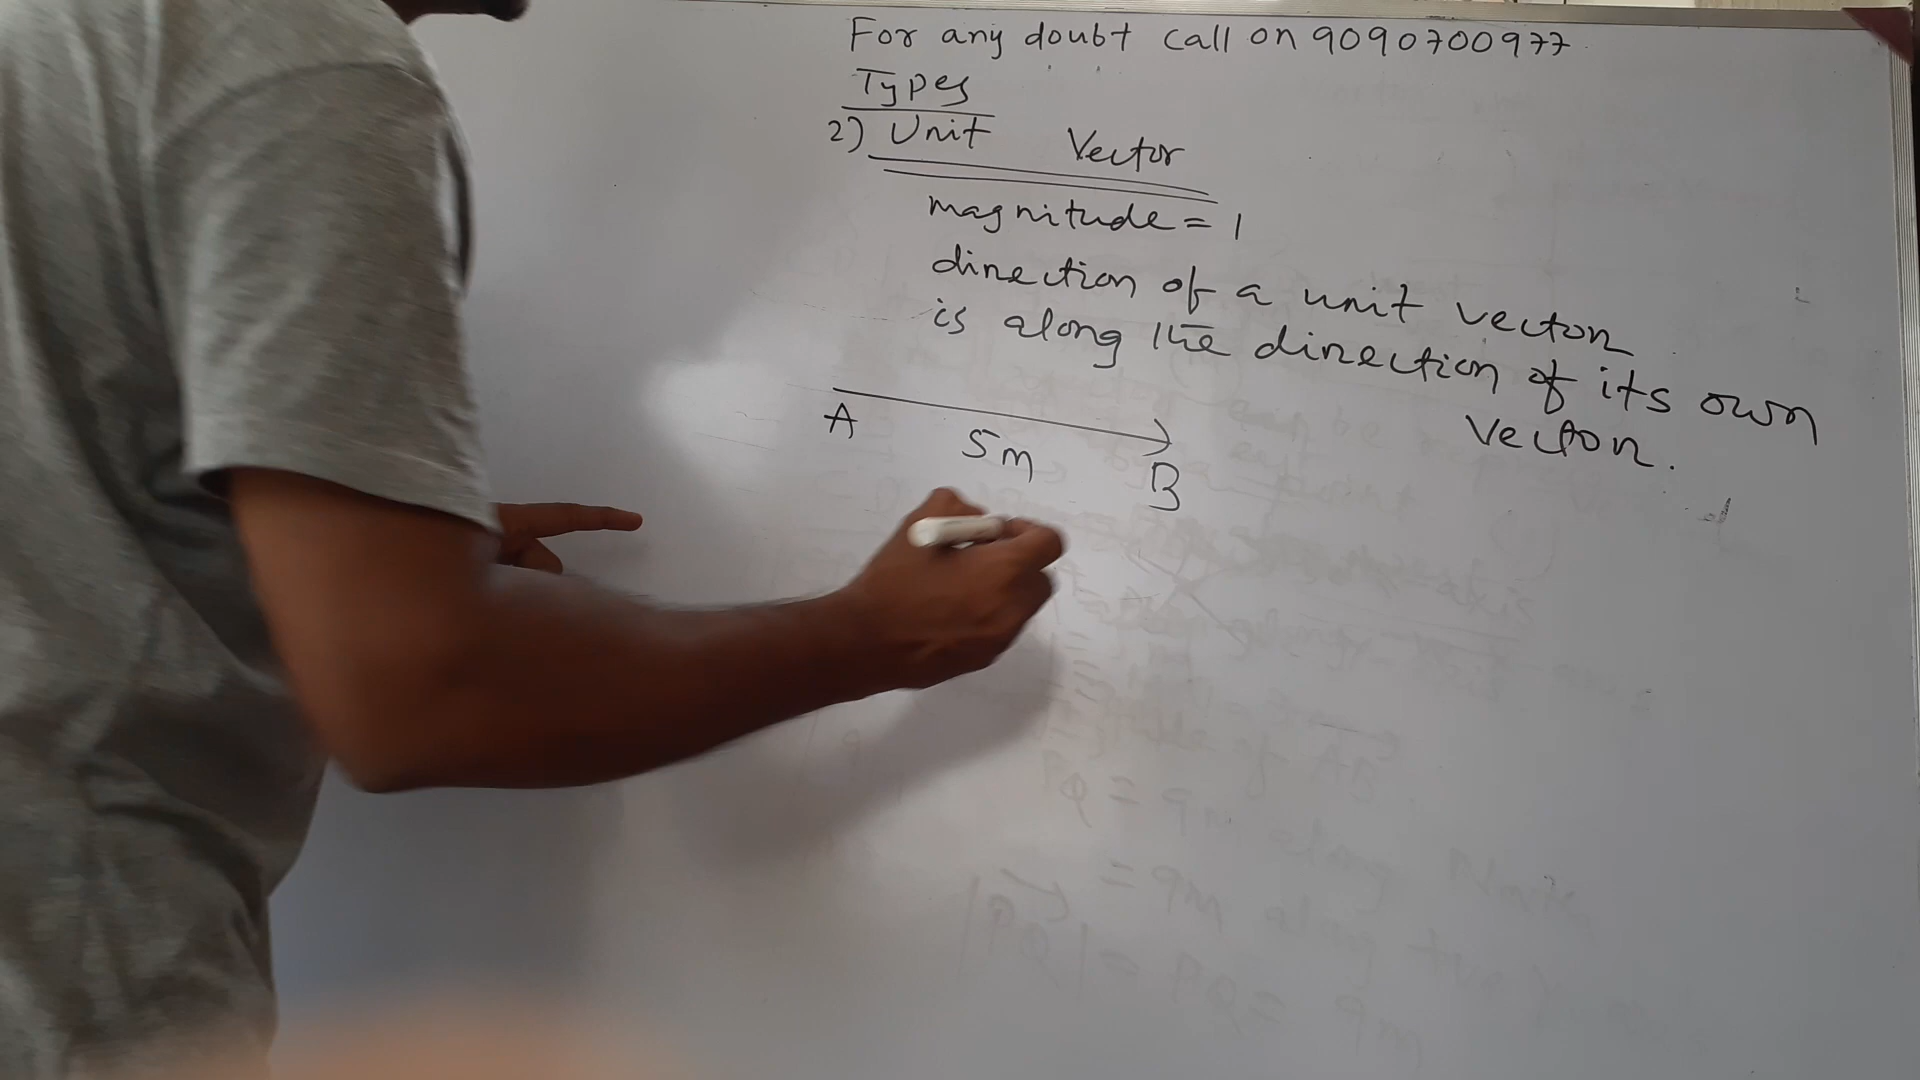 For any doubt call on 9090700977
Types
2) Unit Vector
magnitude = 1
direction of a unit vector
is along the direction of its own
vector.
A
5m
B